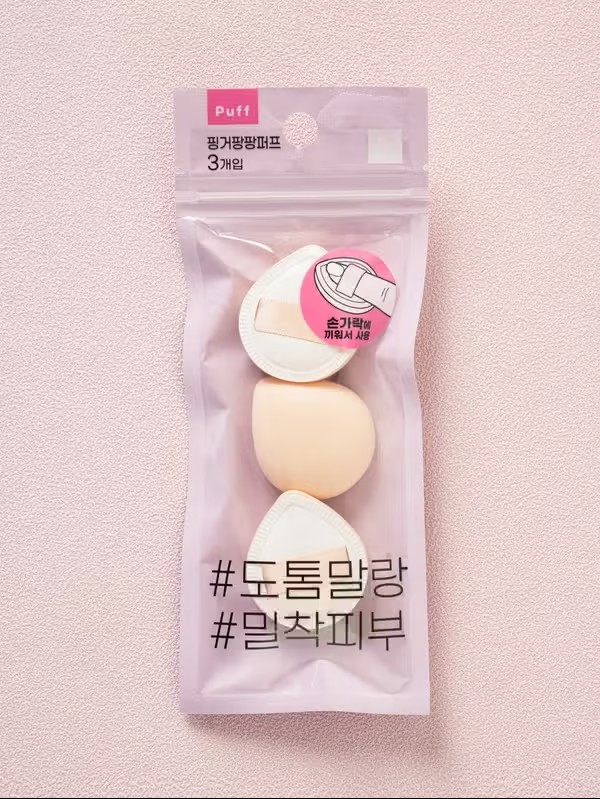 Puff
핑거팡팡퍼프
3개입
손가락에
끼워서 사용
#도톰말랑
#밀착피부